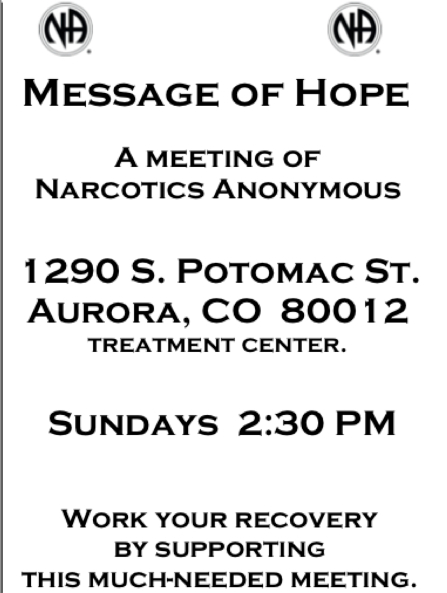 NA NA
MESSAGE OF HOPE
A MEETING OF
NARCOTICS ANONYMOUS
1290 S. POTOMAC ST.
AURORA, CO 80012
TREATMENT CENTER.
SUNDAYS 2:30 PM
WORK YOUR RECOVERY
BY SUPPORTING
THIS MUCH-NEEDED MEETING.